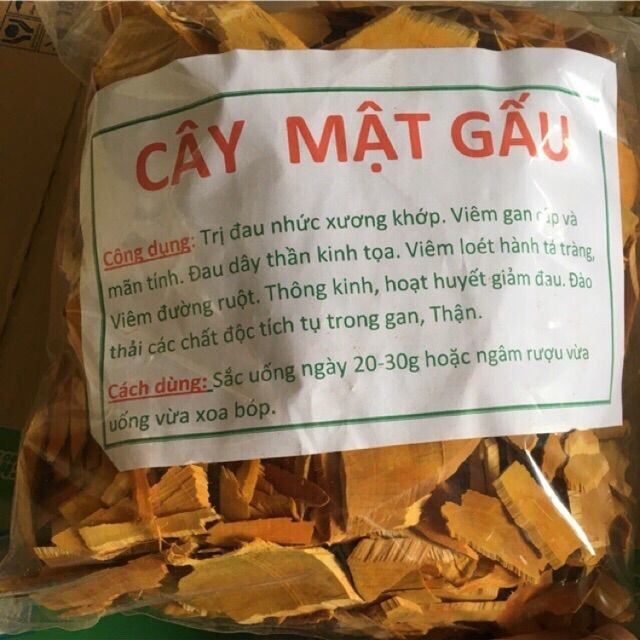 CÂY MẬT GẤU
Công dụng: Trị đau nhức xương khớp. Viêm gan cấp và
mãn tính. Đau dây thần kinh tọa. Viêm loét hành tá tràng,
Viêm đường ruột. Thông kinh, hoạt huyết giảm đau. Đào
thải các chất độc tích tụ trong gan, Thận.
Cách dùng: Sắc uống ngày 20-30g hoặc ngâm rượu vừa
uống vừa xoa bóp.